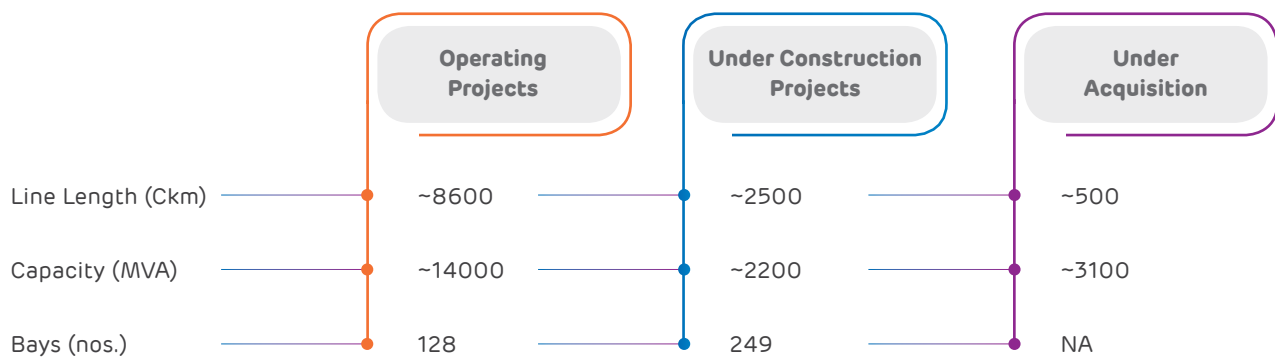 Operating
Projects
Under Construction
Projects
Under
Acquisition
Line Length (Ckm) ~8600 ~2500 ~500
Capacity (MVA) ~14000 ~2200 ~3100
Bays (nos.) 128 249 NA